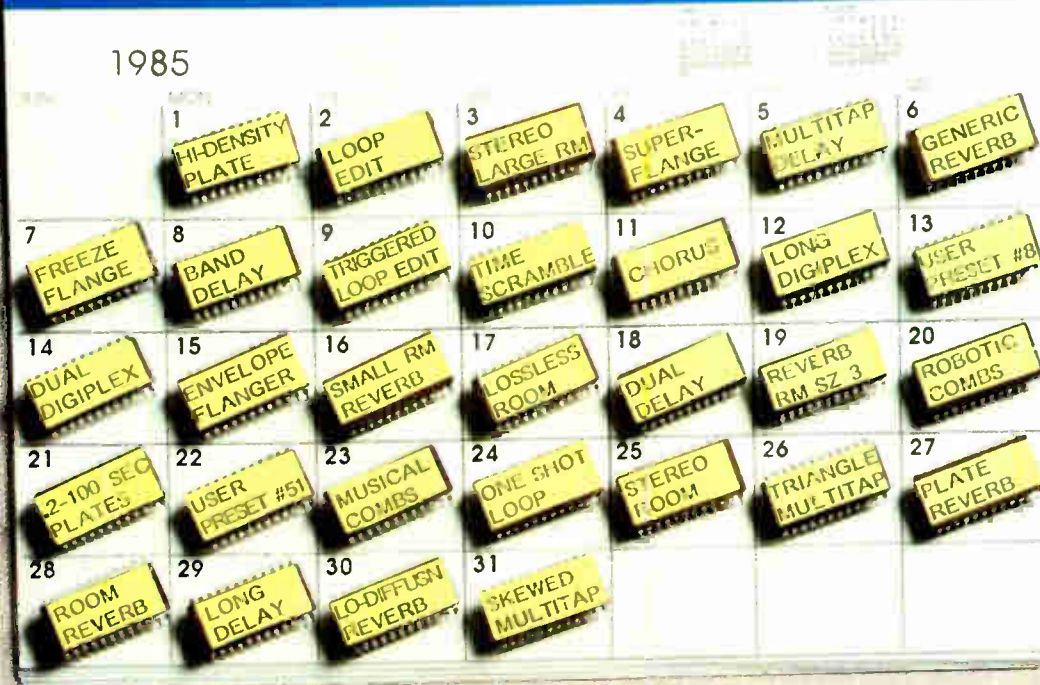 1985
MON
1
HI-DENSITY
PLATE
2
LOOP
EDIT
3
STEREO
LARGE RM
4
SUPER-
FLANGE
5
MULTITAP
DELAY
6
GENERIC
REVERB
7
FREEZE
FLANGE
8
BAND
DELAY
9
TRIGGERED
LOOP EDIT
10
TIME
SCRAMBLE
11
CHORUS
12
LONG
DIGIPLEX
13
USER
PRESET #8
14
DUAL
DIGIPLEX
15
ENVELOPE
FLANGER
16
SMALL RM
REVERB
17
LOSSLESS
ROOM
18
DUAL
DELAY
19
REVERB
RM SZ 3
20
ROBOTIC
COMBS
21
.2-100 SEC
PLATES
22
USER
PRESET #51
23
MUSICAL
COMBS
24
ONE SHOT
LOOP
25
STEREO
ROOM
26
TRIANGLE
MULTITAP
27
PLATE
REVERB
28
ROOM
REVERB
29
LONG
DELAY
30
LO-DIFFUSN
REVERB
31
SKEWED
MULTITAP